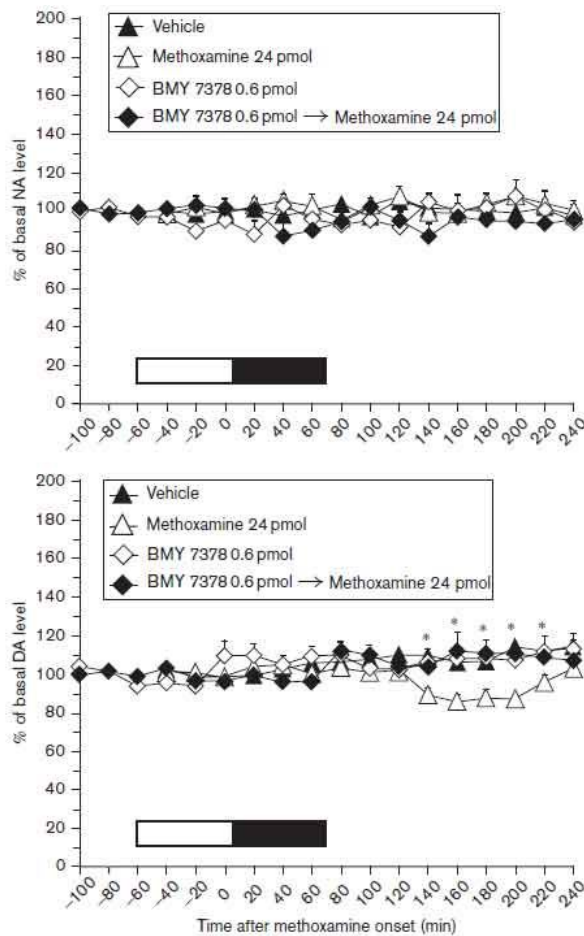 200
180
160
140
120
100
80
60
40
20
0
% of basal NA level
Vehicle
Methoxamine 24 pmol
BMY 7378 0.6 pmol
BMY 7378 0.6 pmol → Methoxamine 24 pmol
−100 −80 −60 −40 −20 0 20 40 60 80 100 120 140 160 180 200 220 240
200
180
160
140
120
100
80
60
40
20
0
% of basal DA level
Vehicle
Methoxamine 24 pmol
BMY 7378 0.6 pmol
BMY 7378 0.6 pmol → Methoxamine 24 pmol
* * * * *
−100 −80 −60 −40 −20 0 20 40 60 80 100 120 140 160 180 200 220 240
Time after methoxamine onset (min)